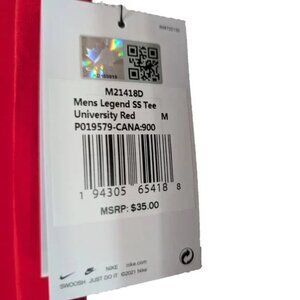 M21418D
Mens Legend SS Tee
University Red M
P019579-CANA:900
1 94305 65418 8
MSRP: $35.00
NIKE nike.com
SWOOSH JUST DO IT ©2021 Nike